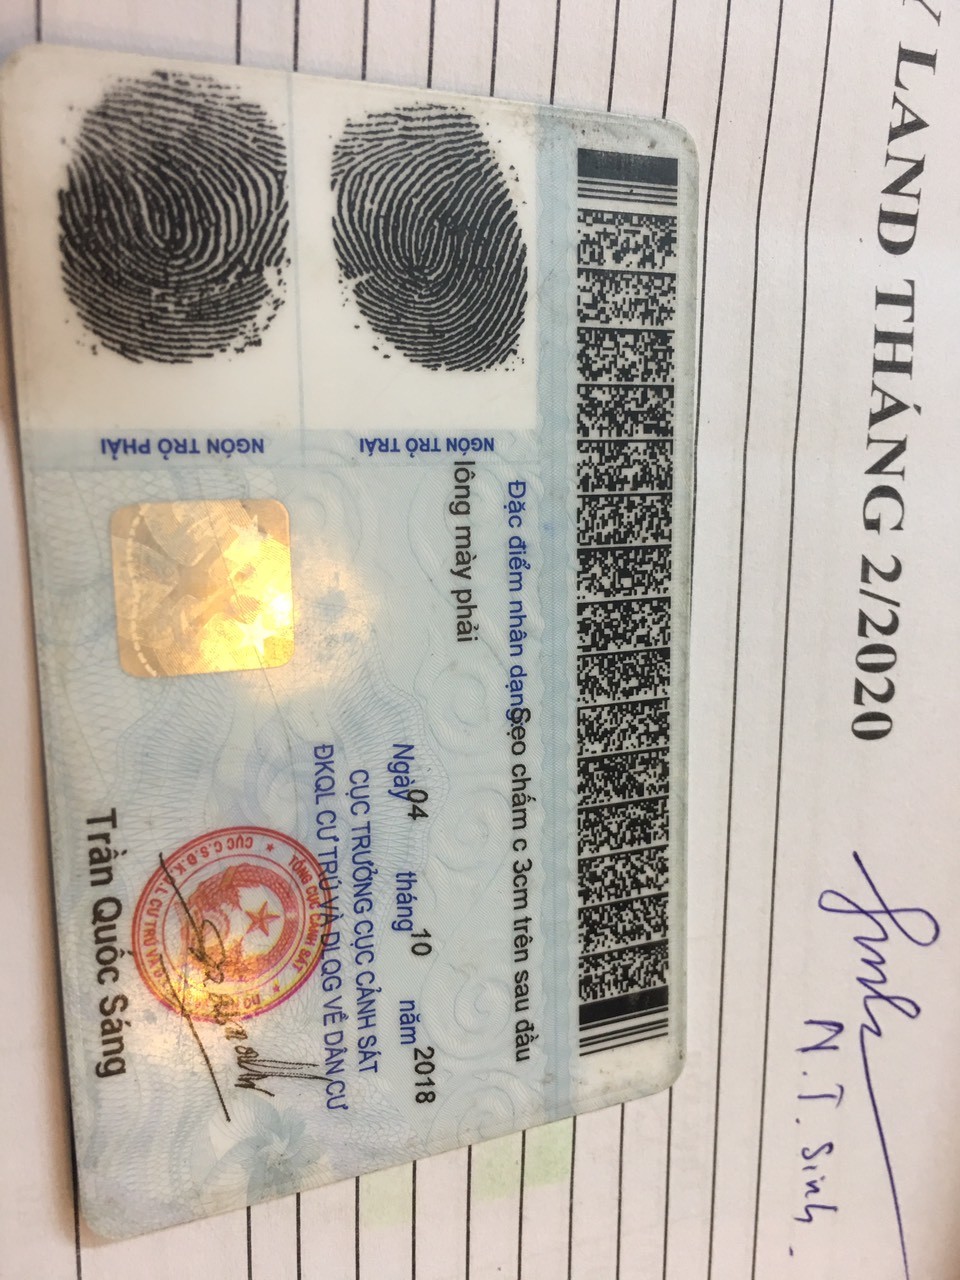 LAND THÁNG 2/2020
N.T. Sinh.
Đặc điểm nhân dạng: Sẹo chấm c 3cm trên sau đầu
lông mày phải
NGÓN TRỎ TRÁI
NGÓN TRỎ PHẢI
Ngày 04 tháng 10 năm 2018
CỤC TRƯỞNG CỤC CẢNH SÁT
ĐKQL CƯ TRÚ VÀ DLQG VỀ DÂN CƯ
Trần Quốc Sáng